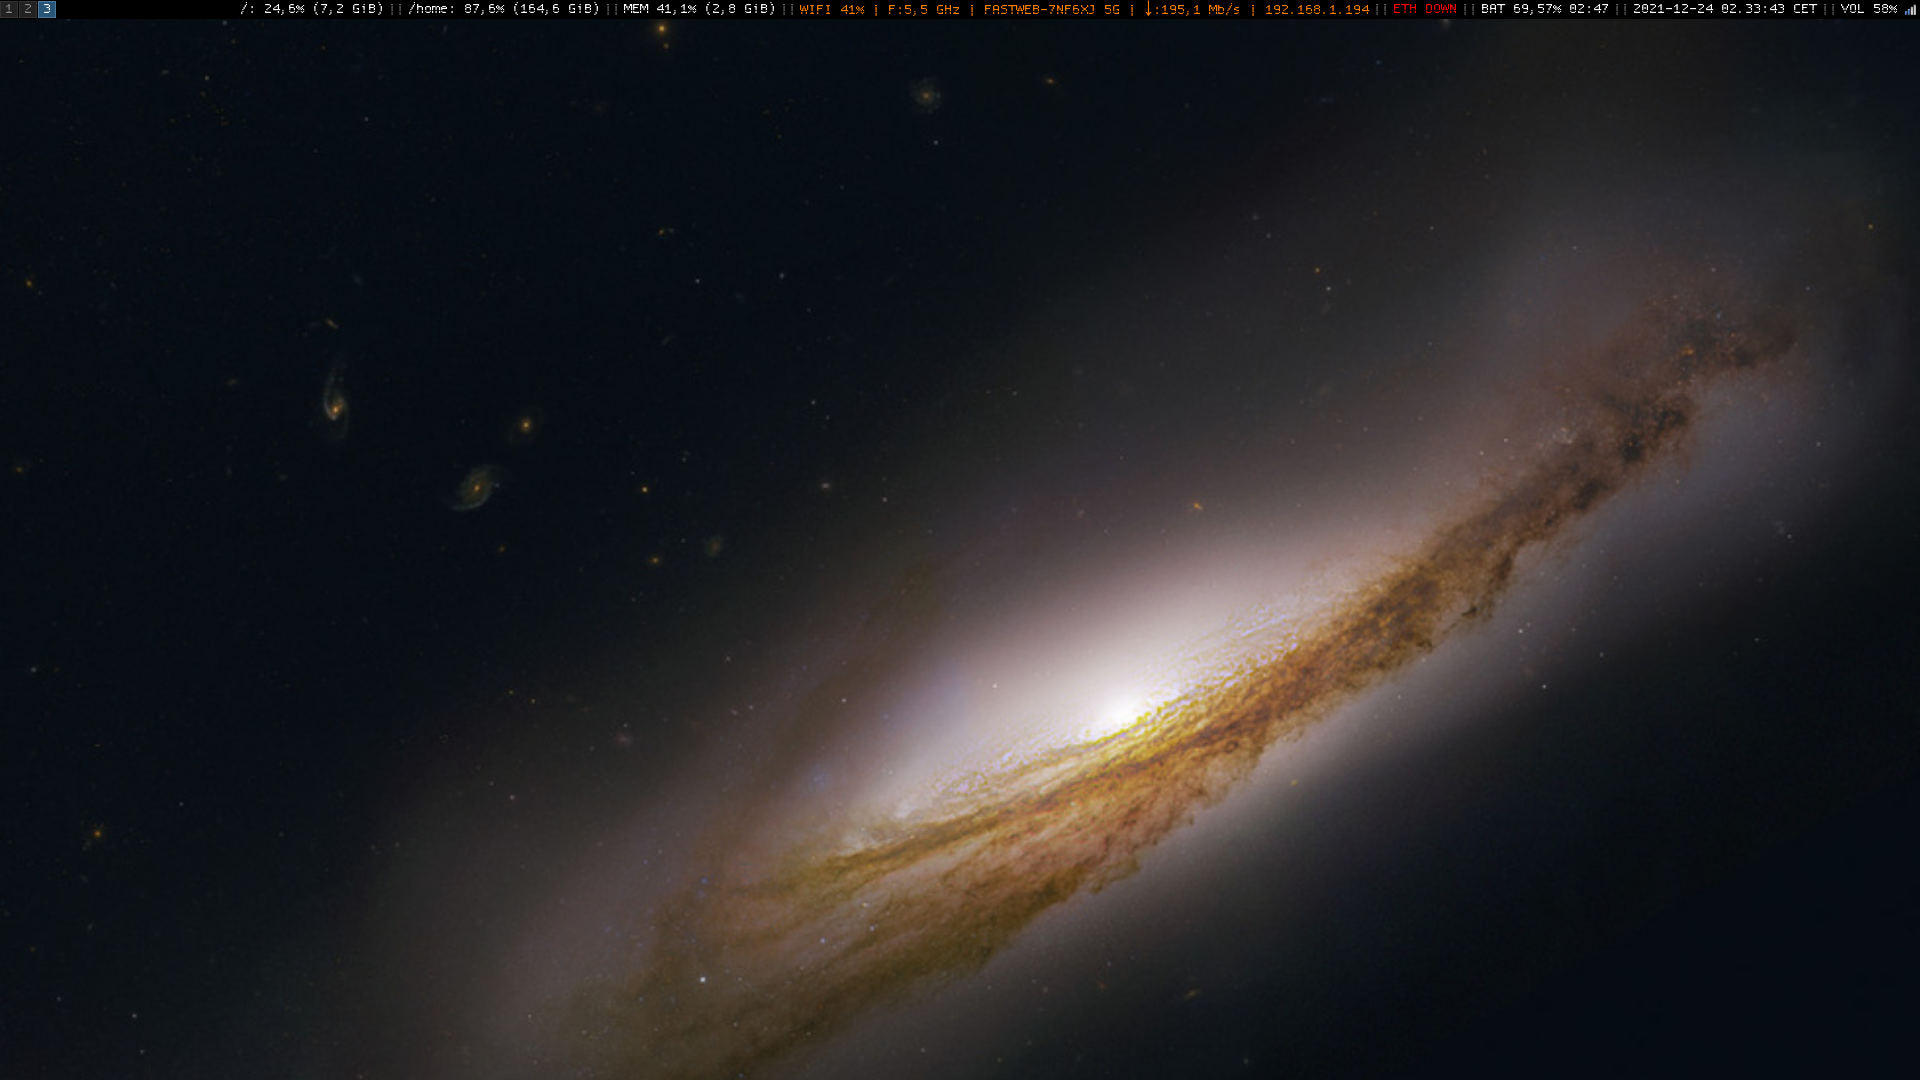 1 2 3 /: 24,6% (7,2 GiB) || /home: 87,6% (164,6 GiB) || MEM 41,1% (2,8 GiB) || WIFI 41% | F:5,5 GHz | FASTWEB-7NF6XJ 5G | ↓:195,1 Mb/s | 192.168.1.194 || ETH DOWN || BAT 69,57% 02:47 || 2021-12-24 02.33:43 CET || VOL 58%